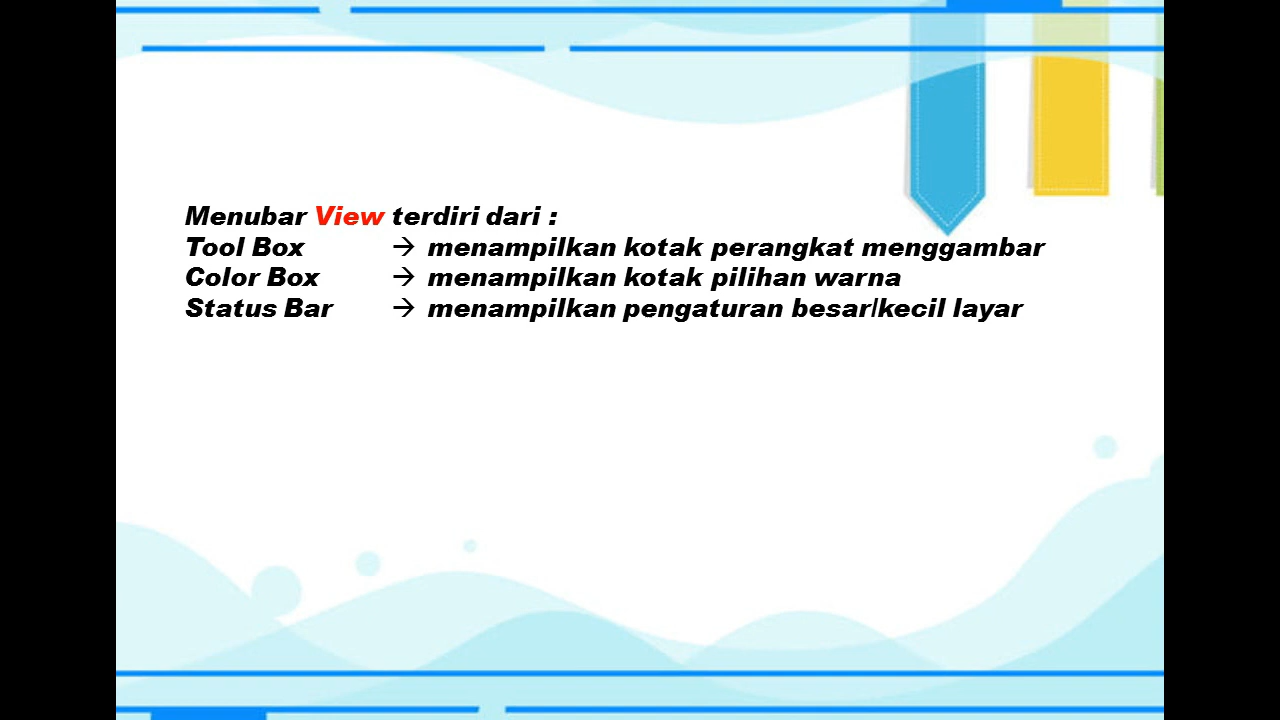 Menubar View terdiri dari :
Tool Box → menampilkan kotak perangkat menggambar
Color Box → menampilkan kotak pilihan warna
Status Bar → menampilkan pengaturan besar/kecil layar